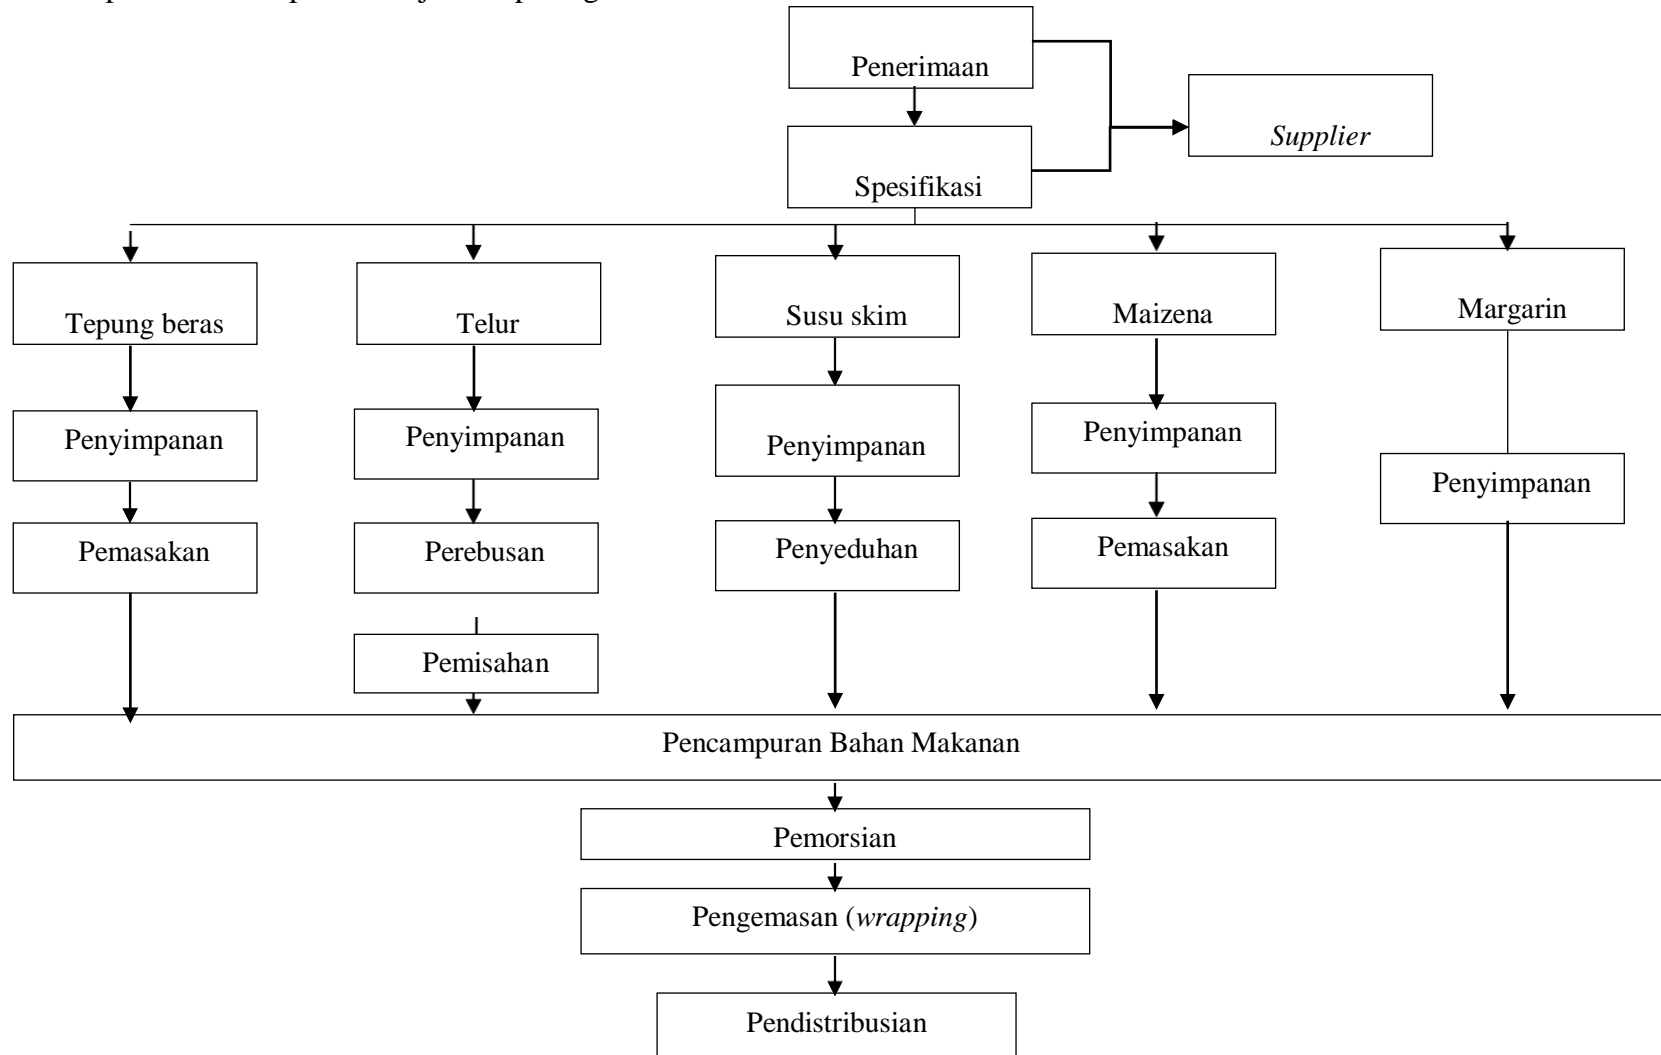 Penerimaan
Supplier
Spesifikasi
Tepung beras
Telur
Susu skim
Maizena
Margarin
Penyimpanan
Penyimpanan
Penyimpanan
Penyimpanan
Penyimpanan
Pemasakan
Perebusan
Penyeduhan
Pemasakan
Pemisahan
Pencampuran Bahan Makanan
Pemorsian
Pengemasan (wrapping)
Pendistribusian